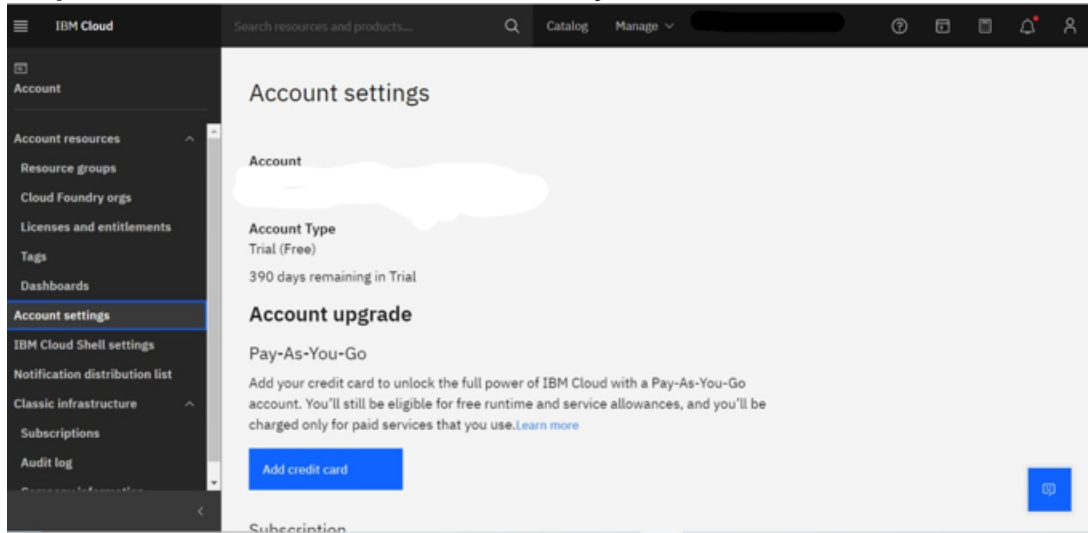 IBM Cloud
Search resources and products...
Catalog
Manage
Account
Account resources
Resource groups
Cloud Foundry orgs
Licenses and entitlements
Tags
Dashboards
Account settings
IBM Cloud Shell settings
Notification distribution list
Classic infrastructure
Subscriptions
Audit log
Account settings
Account
Account Type
Trial (Free)
390 days remaining in Trial
Account upgrade
Pay-As-You-Go
Add your credit card to unlock the full power of IBM Cloud with a Pay-As-You-Go
account. You'll still be eligible for free runtime and service allowances, and you'll be
charged only for paid services that you use.Learn more
Add credit card
Subscription